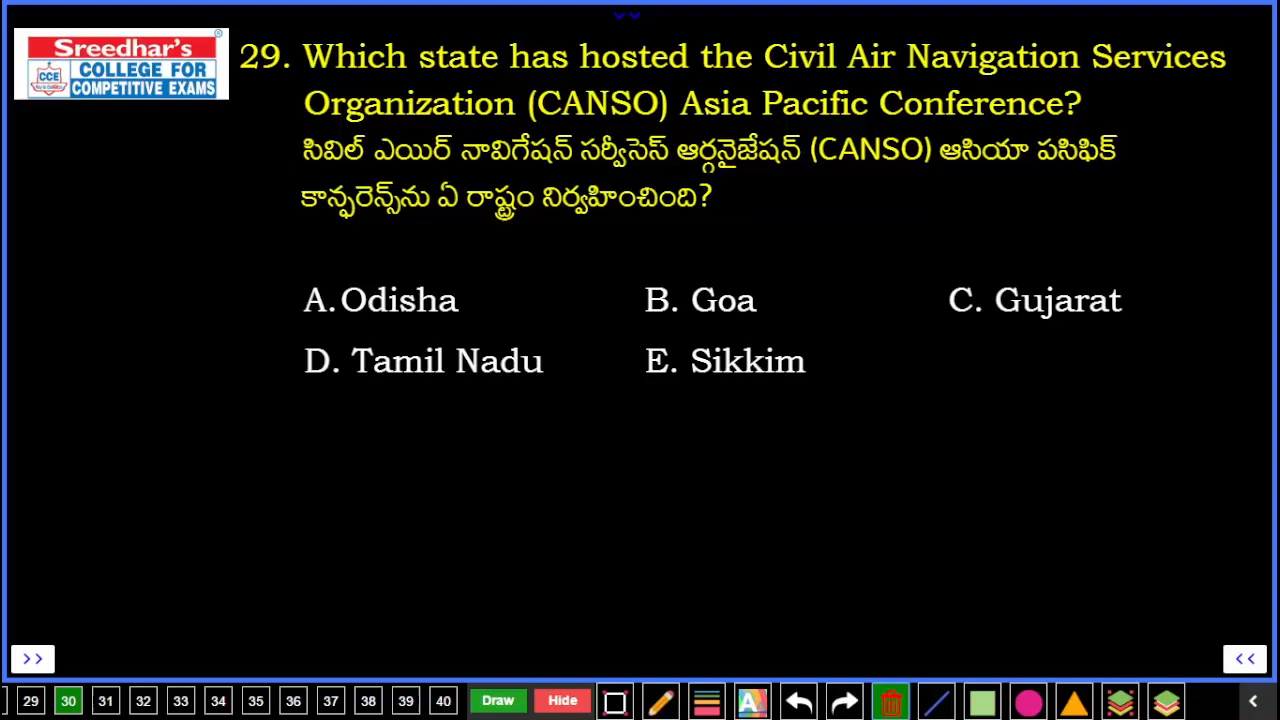 Sreedhar's
COLLEGE FOR
COMPETITIVE EXAMS
CCE
29. Which state has hosted the Civil Air Navigation Services
Organization (CANSO) Asia Pacific Conference?
సివిల్ ఎయిర్ నావిగేషన్ సర్వీసెస్ ఆర్గనైజేషన్ (CANSO) ఆసియా పసిఫిక్
కాన్ఫరెన్స్‌ను ఏ రాష్ట్రం నిర్వహించింది?
A. Odisha B. Goa C. Gujarat
D. Tamil Nadu E. Sikkim
>> <<
29 30 31 32 33 34 35 36 37 38 39 40 Draw Hide A <